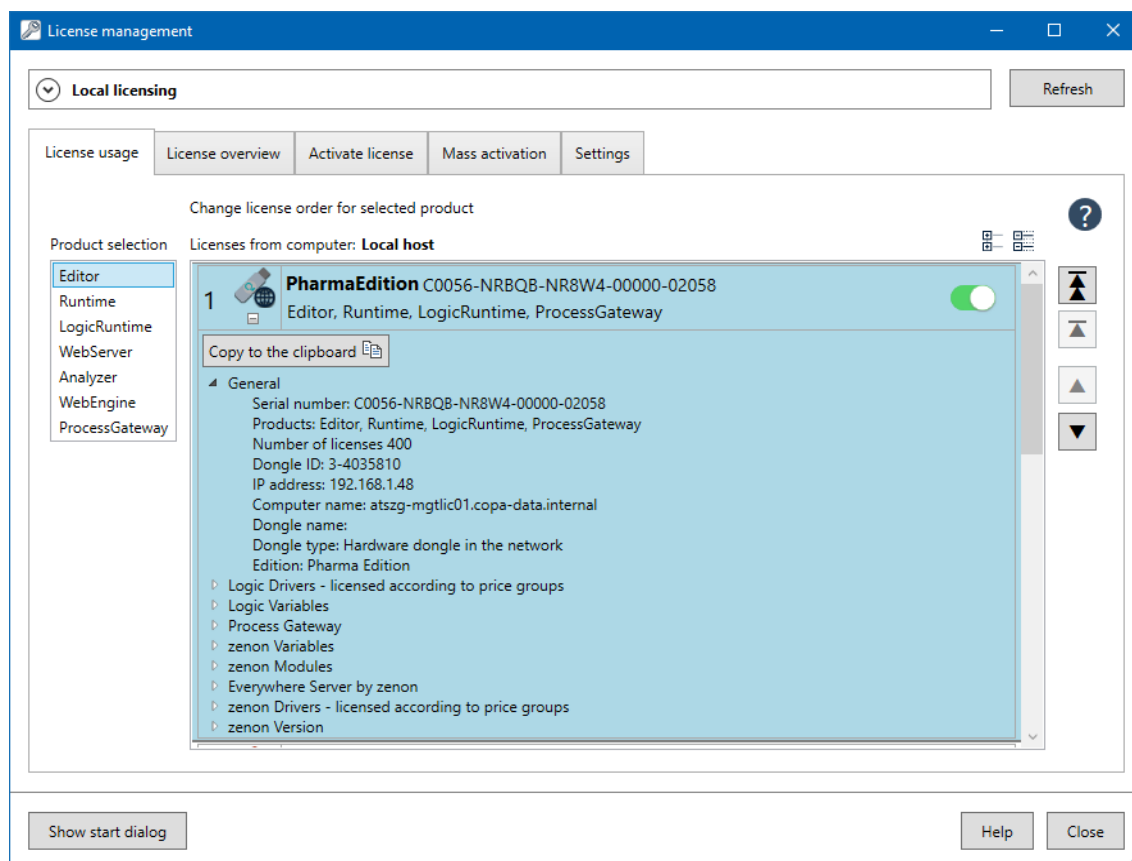 License management
Local licensing
Refresh
License usage
License overview
Activate license
Mass activation
Settings
Change license order for selected product
?
Product selection
Licenses from computer: Local host
Editor
Runtime
LogicRuntime
WebServer
Analyzer
WebEngine
ProcessGateway
1
PharmaEdition C0056-NRBQB-NR8W4-00000-02058
Editor, Runtime, LogicRuntime, ProcessGateway
Copy to the clipboard
General
Serial number: C0056-NRBQB-NR8W4-00000-02058
Products: Editor, Runtime, LogicRuntime, ProcessGateway
Number of licenses 400
Dongle ID: 3-4035810
IP address: 192.168.1.48
Computer name: atszg-mgtlic01.copa-data.internal
Dongle name:
Dongle type: Hardware dongle in the network
Edition: Pharma Edition
Logic Drivers - licensed according to price groups
Logic Variables
Process Gateway
zenon Variables
zenon Modules
Everywhere Server by zenon
zenon Drivers - licensed according to price groups
zenon Version
Show start dialog
Help
Close